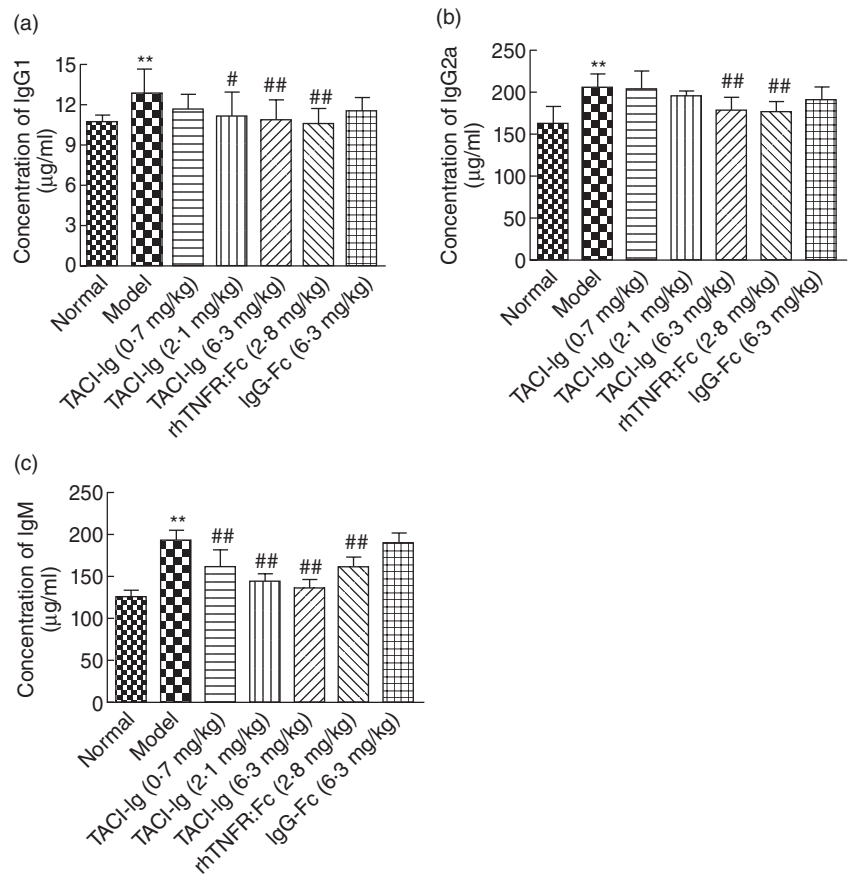 (a)
Concentration of IgG1
(μg/ml)
15
12
9
6
3
0
**
#
##
##
Normal
Model
TACI-Ig (0·7 mg/kg)
TACI-Ig (2·1 mg/kg)
TACI-Ig (6·3 mg/kg)
rhTNFR:Fc (2·8 mg/kg)
IgG-Fc (6·3 mg/kg)
(b)
Concentration of IgG2a
(μg/ml)
250
200
150
100
50
0
**
##
##
Normal
Model
TACI-Ig (0·7 mg/kg)
TACI-Ig (2·1 mg/kg)
TACI-Ig (6·3 mg/kg)
rhTNFR:Fc (2·8 mg/kg)
IgG-Fc (6·3 mg/kg)
(c)
Concentration of IgM
(μg/ml)
250
200
150
100
50
0
**
##
##
##
##
Normal
Model
TACI-Ig (0·7 mg/kg)
TACI-Ig (2·1 mg/kg)
TACI-Ig (6·3 mg/kg)
rhTNFR:Fc (2·8 mg/kg)
IgG-Fc (6·3 mg/kg)